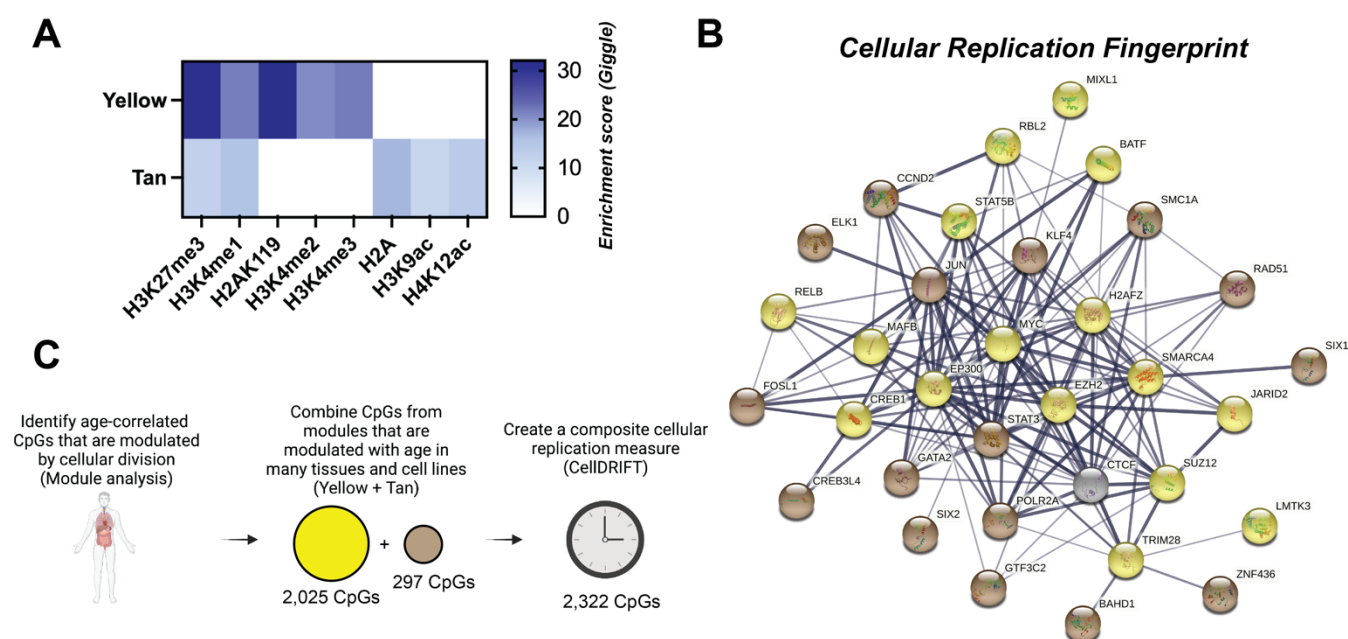 A
Yellow
Tan
H3K27me3
H3K4me1
H2AK119
H3K4me2
H3K4me3
H2A
H3K9ac
H4K12ac
30
20
10
0
Enrichment score (Giggle)
B
Cellular Replication Fingerprint
MIXL1
RBL2
BATF
CCND2
STAT5B
SMC1A
ELK1
KLF4
JUN
RAD51
RELB
H2AFZ
MAFB
MYC
SMARCA4
SIX1
EP300
EZH2
FOSL1
CREB1
JARID2
STAT3
GATA2
CTCF
SUZ12
CREB3L4
POLR2A
SIX2
LMTK3
TRIM28
GTF3C2
ZNF436
BAHD1
C
Identify age-correlated
CpGs that are modulated
by cellular division
(Module analysis)
Combine CpGs from
modules that are
modulated with age in
many tissues and cell lines
(Yellow + Tan)
+
2,025 CpGs
297 CpGs
Create a composite cellular
replication measure
(CellDRIFT)
2,322 CpGs